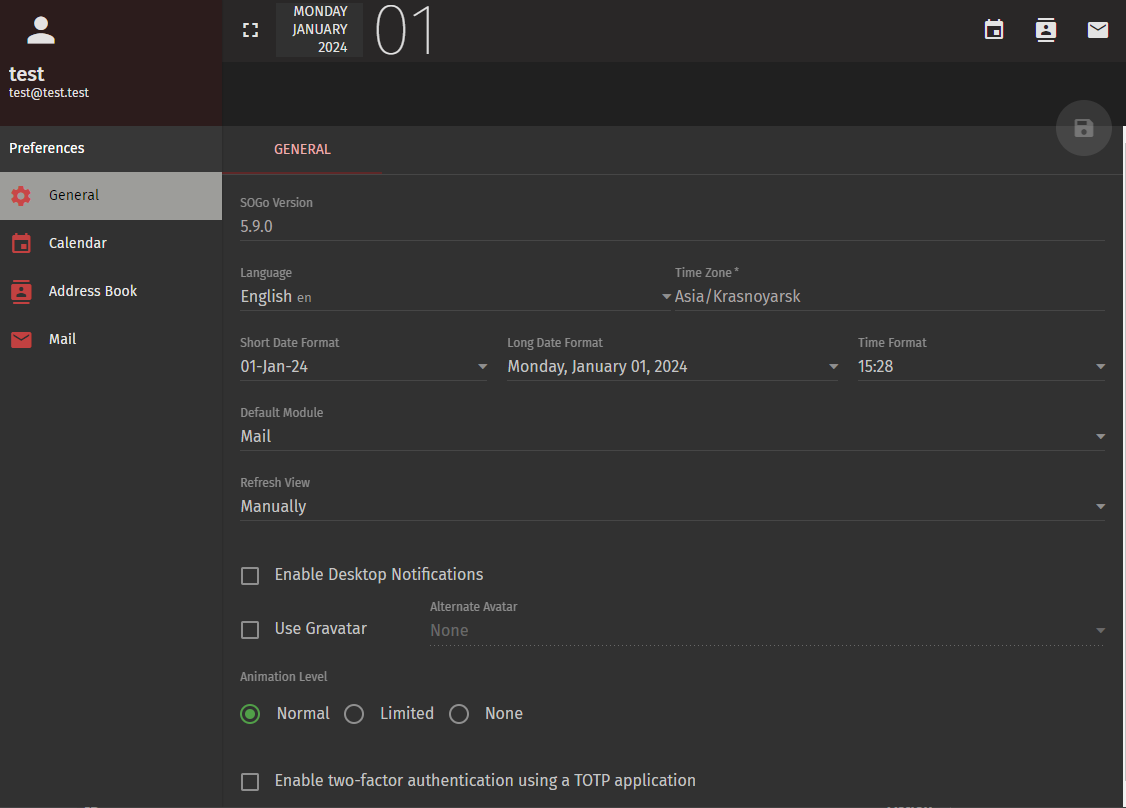 test
test@test.test
MONDAY
JANUARY
2024
01
Preferences
General
Calendar
Address Book
Mail
GENERAL
SOGo Version
5.9.0
Language
English en
Time Zone *
Asia/Krasnoyarsk
Short Date Format
01-Jan-24
Long Date Format
Monday, January 01, 2024
Time Format
15:28
Default Module
Mail
Refresh View
Manually
Enable Desktop Notifications
Use Gravatar
Alternate Avatar
None
Animation Level
Normal Limited None
Enable two-factor authentication using a TOTP application